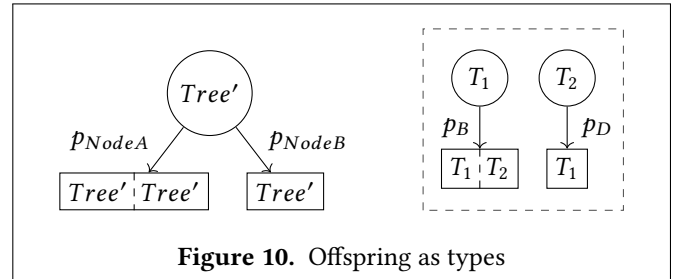 Tree′
T₁ T₂
p_NodeA p_NodeB
p_B p_D
Tree′ Tree′ Tree′
T₁ T₂ T₁
Figure 10. Offspring as types